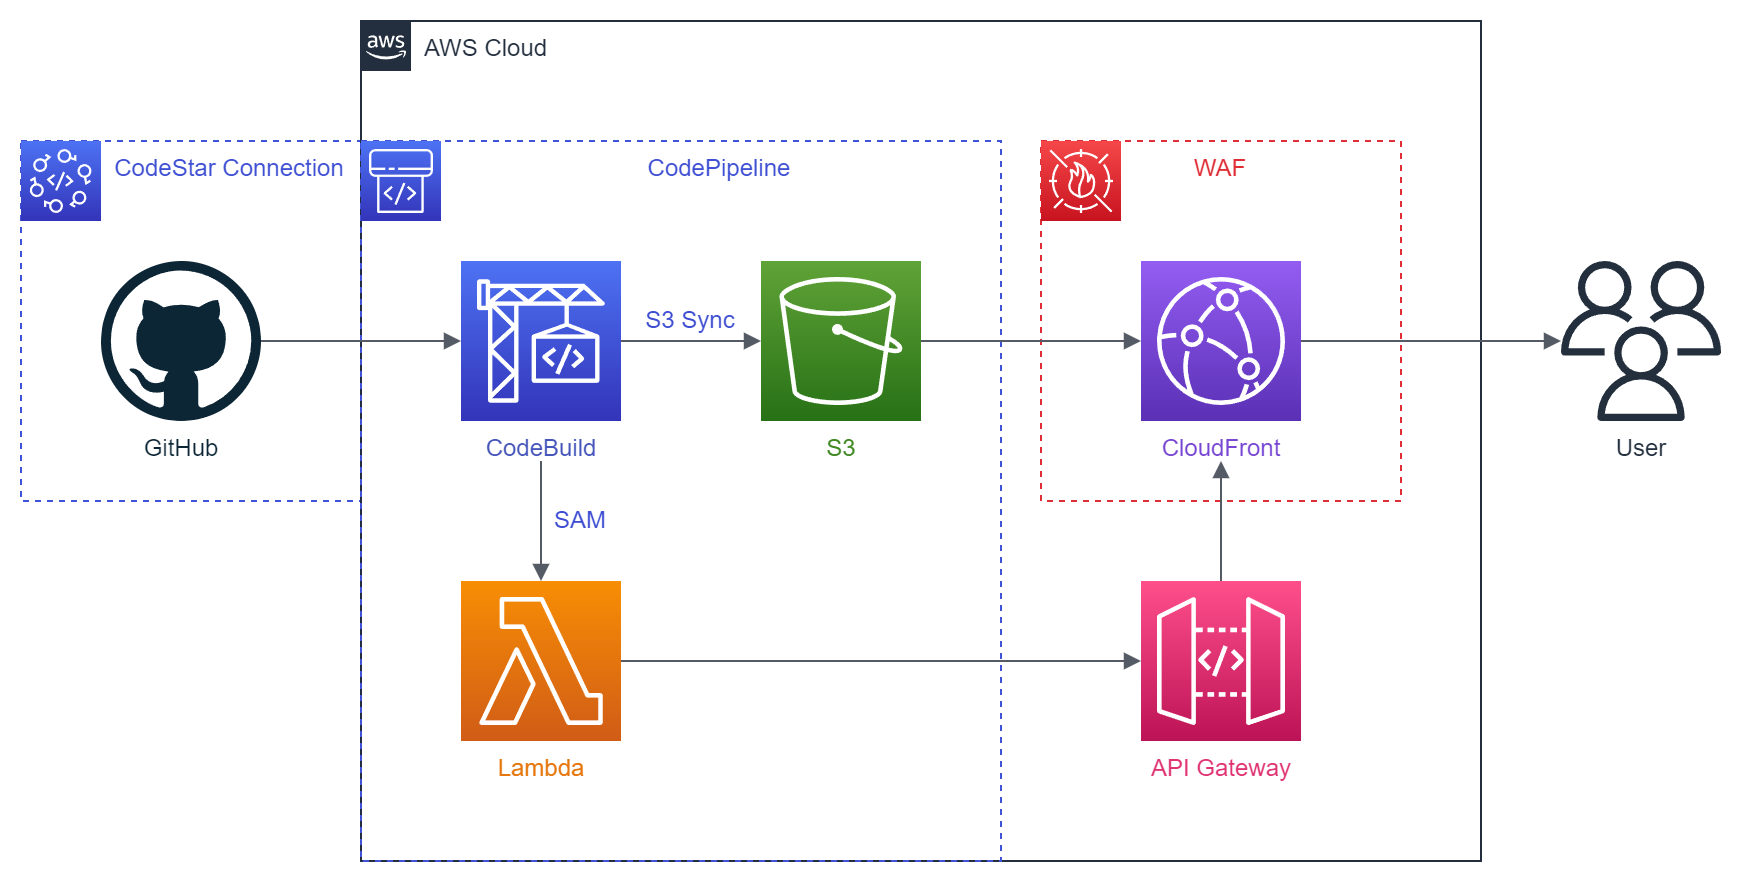 aws
AWS Cloud
CodeStar Connection
CodePipeline
WAF
S3 Sync
GitHub
CodeBuild
S3
CloudFront
User
SAM
Lambda
API Gateway